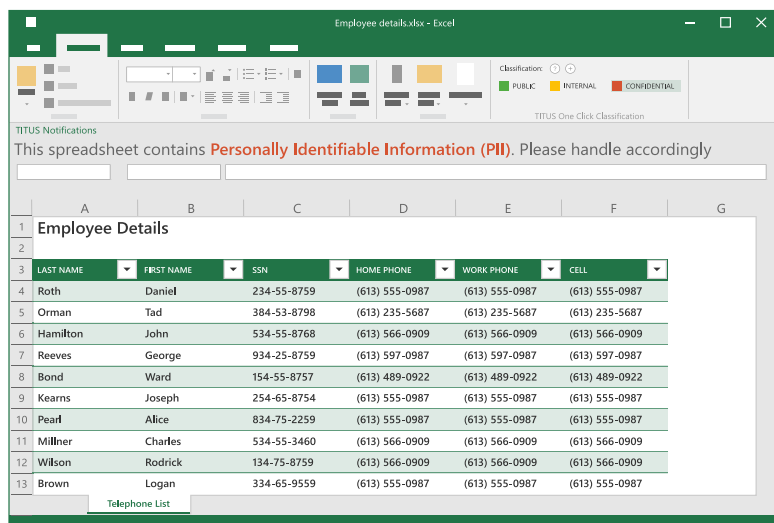 Employee details.xlsx - Excel
Classification: ? +
PUBLIC INTERNAL CONFIDENTIAL
TITUS One Click Classification
TITUS Notifications
This spreadsheet contains Personally Identifiable Information (PII). Please handle accordingly
A B C D E F G
1 Employee Details
2
3 LAST NAME FIRST NAME SSN HOME PHONE WORK PHONE CELL
4 Roth Daniel 234-55-8759 (613) 555-0987 (613) 555-0987 (613) 555-0987
5 Orman Tad 384-53-8798 (613) 235-5687 (613) 235-5687 (613) 235-5687
6 Hamilton John 534-55-8768 (613) 566-0909 (613) 566-0909 (613) 566-0909
7 Reeves George 934-25-8759 (613) 597-0987 (613) 597-0987 (613) 597-0987
8 Bond Ward 154-55-8757 (613) 489-0922 (613) 489-0922 (613) 489-0922
9 Kearns Joseph 254-65-8754 (613) 555-0987 (613) 555-0987 (613) 555-0987
10 Pearl Alice 834-75-2259 (613) 555-0987 (613) 555-0987 (613) 555-0987
11 Millner Charles 534-55-3460 (613) 566-0909 (613) 566-0909 (613) 566-0909
12 Wilson Rodrick 134-75-8759 (613) 566-0909 (613) 566-0909 (613) 566-0909
13 Brown Logan 334-65-9559 (613) 555-0987 (613) 555-0987 (613) 555-0987
Telephone List